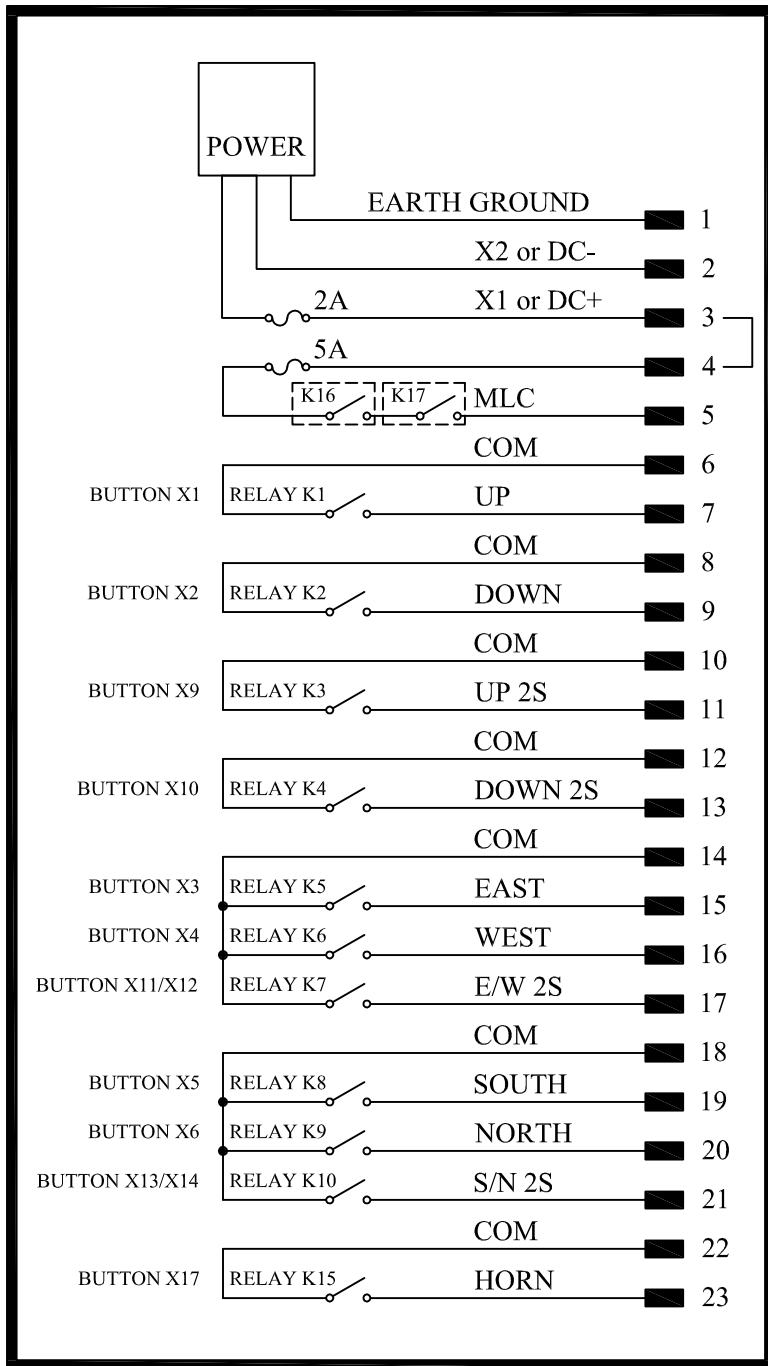 POWER
EARTH GROUND 1
X2 or DC- 2
2A X1 or DC+ 3
5A 4
K16 K17 MLC 5
COM 6
BUTTON X1 RELAY K1 UP 7
COM 8
BUTTON X2 RELAY K2 DOWN 9
COM 10
BUTTON X9 RELAY K3 UP 2S 11
COM 12
BUTTON X10 RELAY K4 DOWN 2S 13
COM 14
BUTTON X3 RELAY K5 EAST 15
BUTTON X4 RELAY K6 WEST 16
BUTTON X11/X12 RELAY K7 E/W 2S 17
COM 18
BUTTON X5 RELAY K8 SOUTH 19
BUTTON X6 RELAY K9 NORTH 20
BUTTON X13/X14 RELAY K10 S/N 2S 21
COM 22
BUTTON X17 RELAY K15 HORN 23